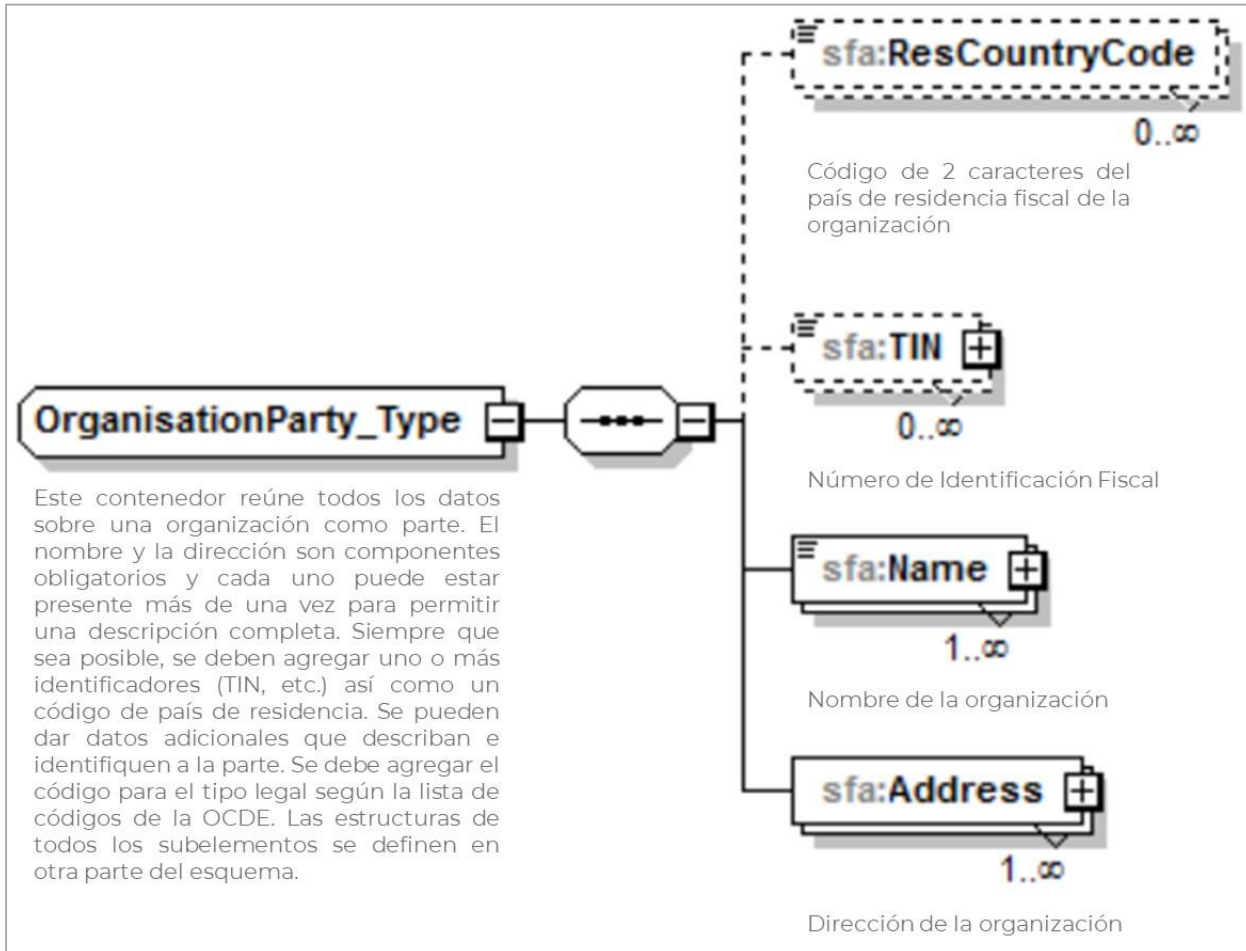 sfa:ResCountryCode
0..∞
Código de 2 caracteres del
país de residencia fiscal de la
organización
sfa:TIN
0..∞
Número de Identificación Fiscal
OrganisationParty_Type
Este contenedor reúne todos los datos
sobre una organización como parte. El
nombre y la dirección son componentes
obligatorios y cada uno puede estar
presente más de una vez para permitir
una descripción completa. Siempre que
sea posible, se deben agregar uno o más
identificadores (TIN, etc.) así como un
código de país de residencia. Se pueden
dar datos adicionales que describan e
identifiquen a la parte. Se debe agregar el
código para el tipo legal según la lista de
códigos de la OCDE. Las estructuras de
todos los subelementos se definen en
otra parte del esquema.
sfa:Name
1..∞
Nombre de la organización
sfa:Address
1..∞
Dirección de la organización